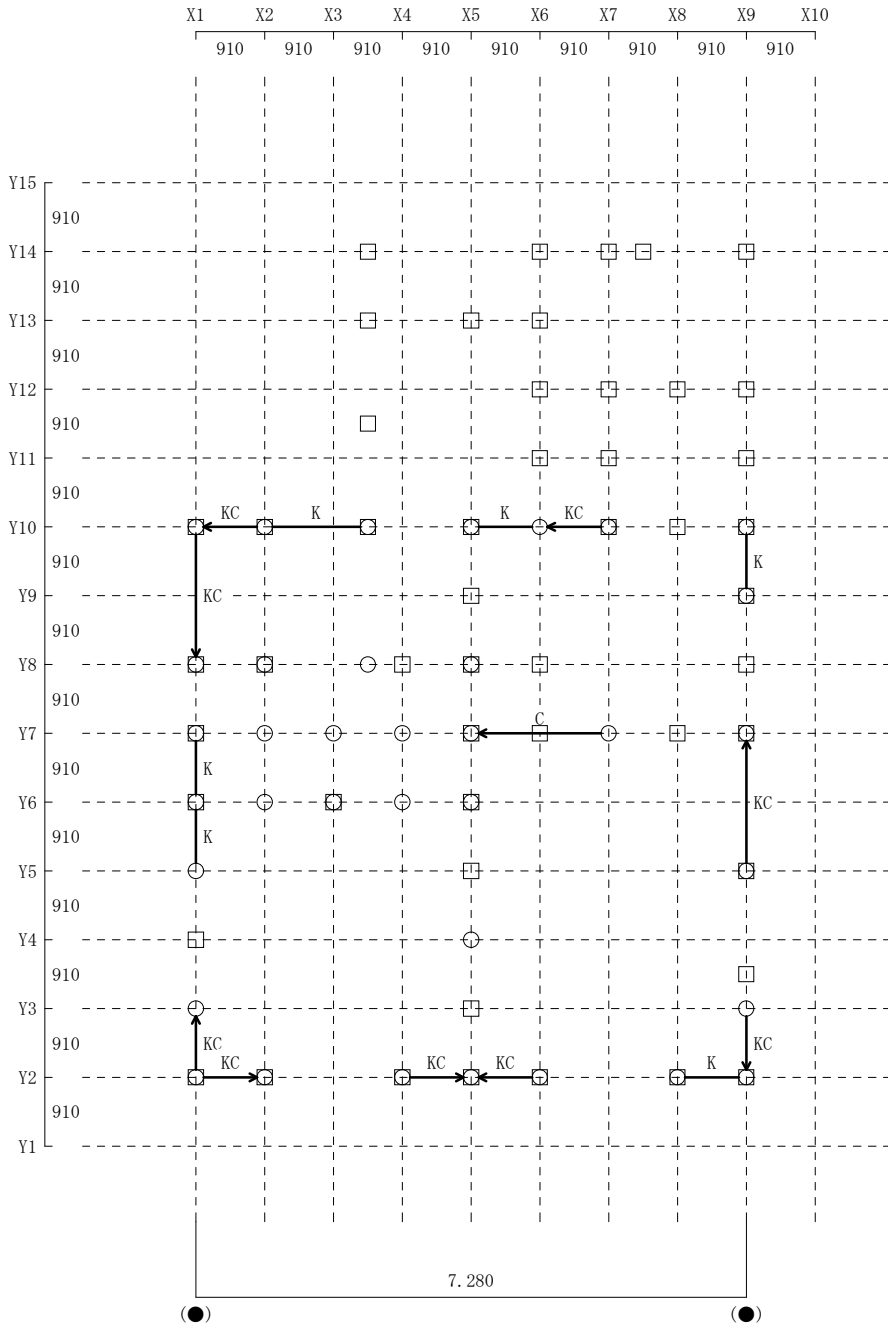 X1 X2 X3 X4 X5 X6 X7 X8 X9 X10
910 910 910 910 910 910 910 910 910
Y15
910
Y14
910
Y13
910
Y12
910
Y11
910
KC K K KC
Y10
910 K
Y9 KC
910
Y8
910
C
Y7
910 K KC
Y6
910 K
Y5
910
Y4
910
Y3
910 KC KC
KC KC KC K
Y2
910
Y1
7.280
(●) (●)